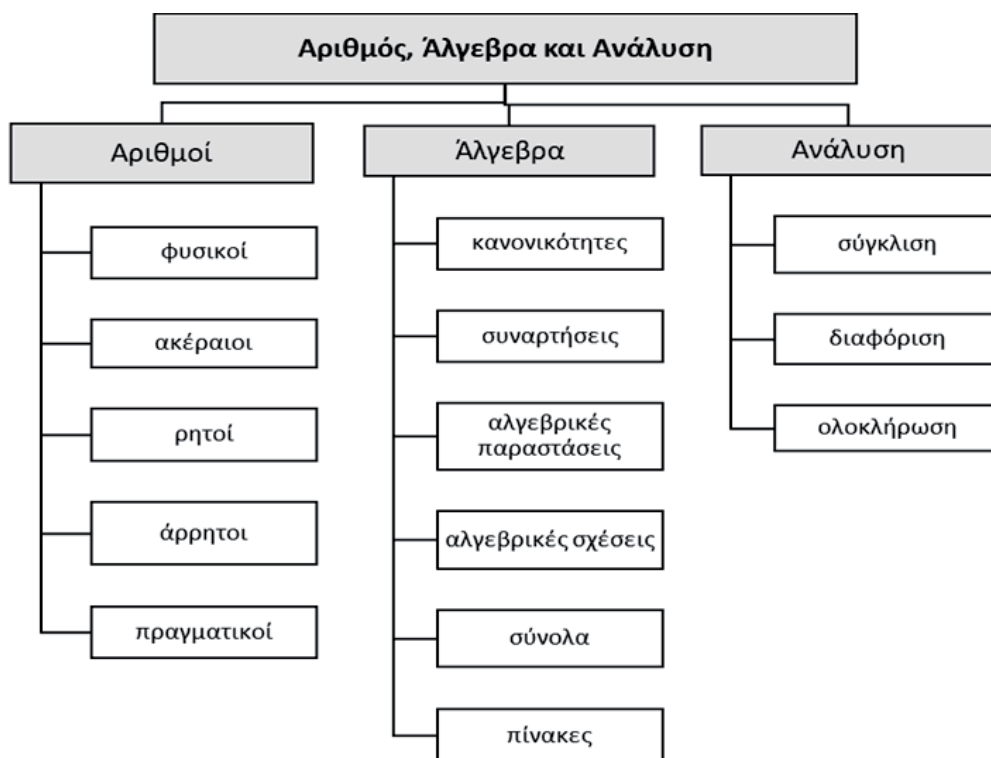 Αριθμός, Άλγεβρα και Ανάλυση
Αριθμοί
φυσικοί
ακέραιοι
ρητοί
άρρητοι
πραγματικοί
Άλγεβρα
κανονικότητες
συναρτήσεις
αλγεβρικές
παραστάσεις
αλγεβρικές σχέσεις
σύνολα
πίνακες
Ανάλυση
σύγκλιση
διαφόριση
ολοκλήρωση